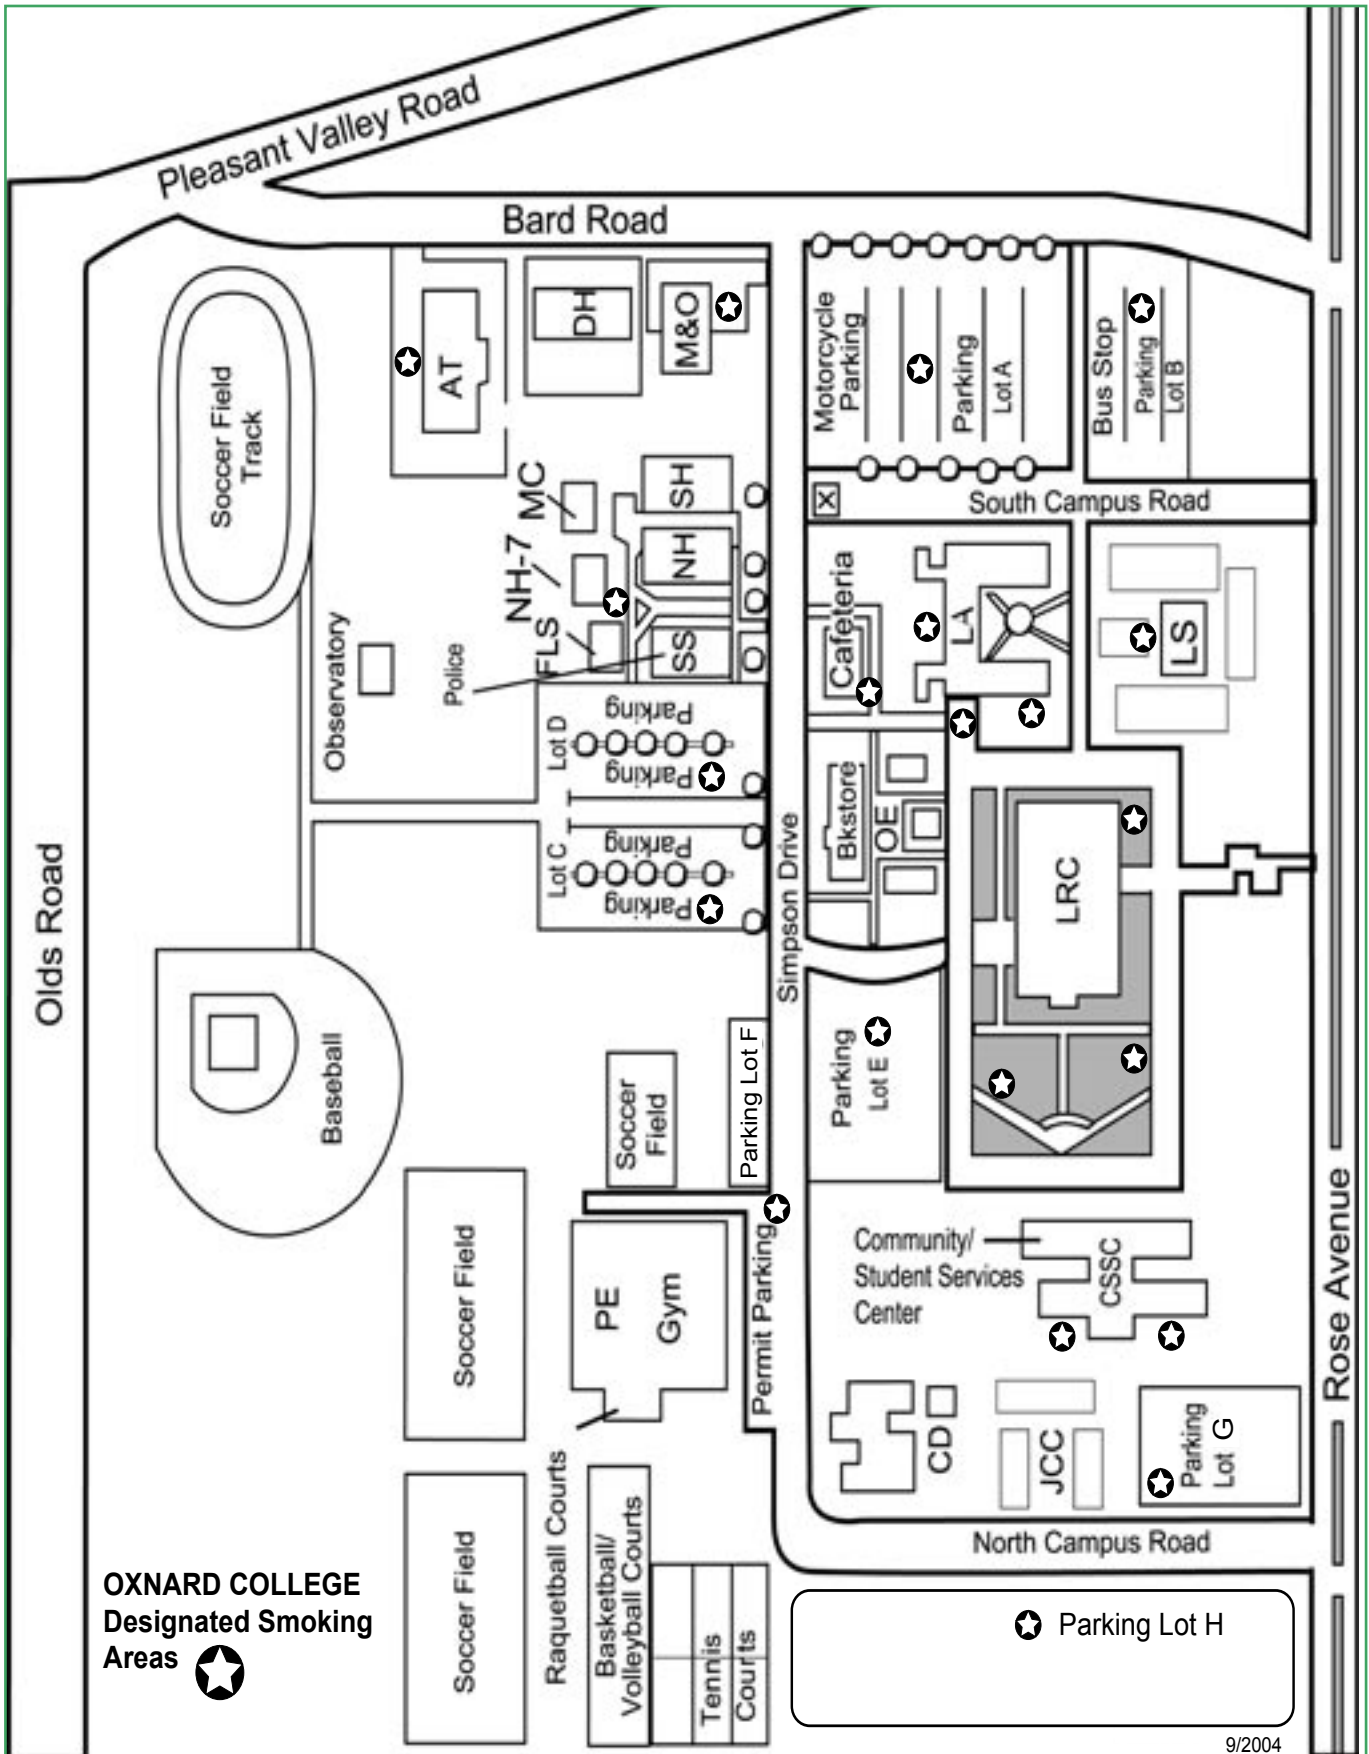 Pleasant Valley Road
Bard Road
Soccer Field
Track
AT
DH
M&O
Motorcycle
Parking
Parking
Lot A
Bus Stop
Parking
Lot B
South Campus Road
X
MC
SH
NH-7
NH
FLS
SS
Police
Observatory
Cafeteria
LA
LS
Parking
Lot D
Parking
Parking
Lot C
Parking
Bkstore
OE
LRC
Simpson Drive
Olds Road
Baseball
Soccer
Field
Parking Lot F
Parking
Lot E
Permit Parking
PE
Gym
Soccer Field
Community/
Student Services
Center
CSSC
Rose Avenue
CD
JCC
Parking
Lot G
North Campus Road
Raquetball Courts
Basketball/
Volleyball Courts
Tennis
Courts
Soccer Field
OXNARD COLLEGE
Designated Smoking
Areas
Parking Lot H
9/2004